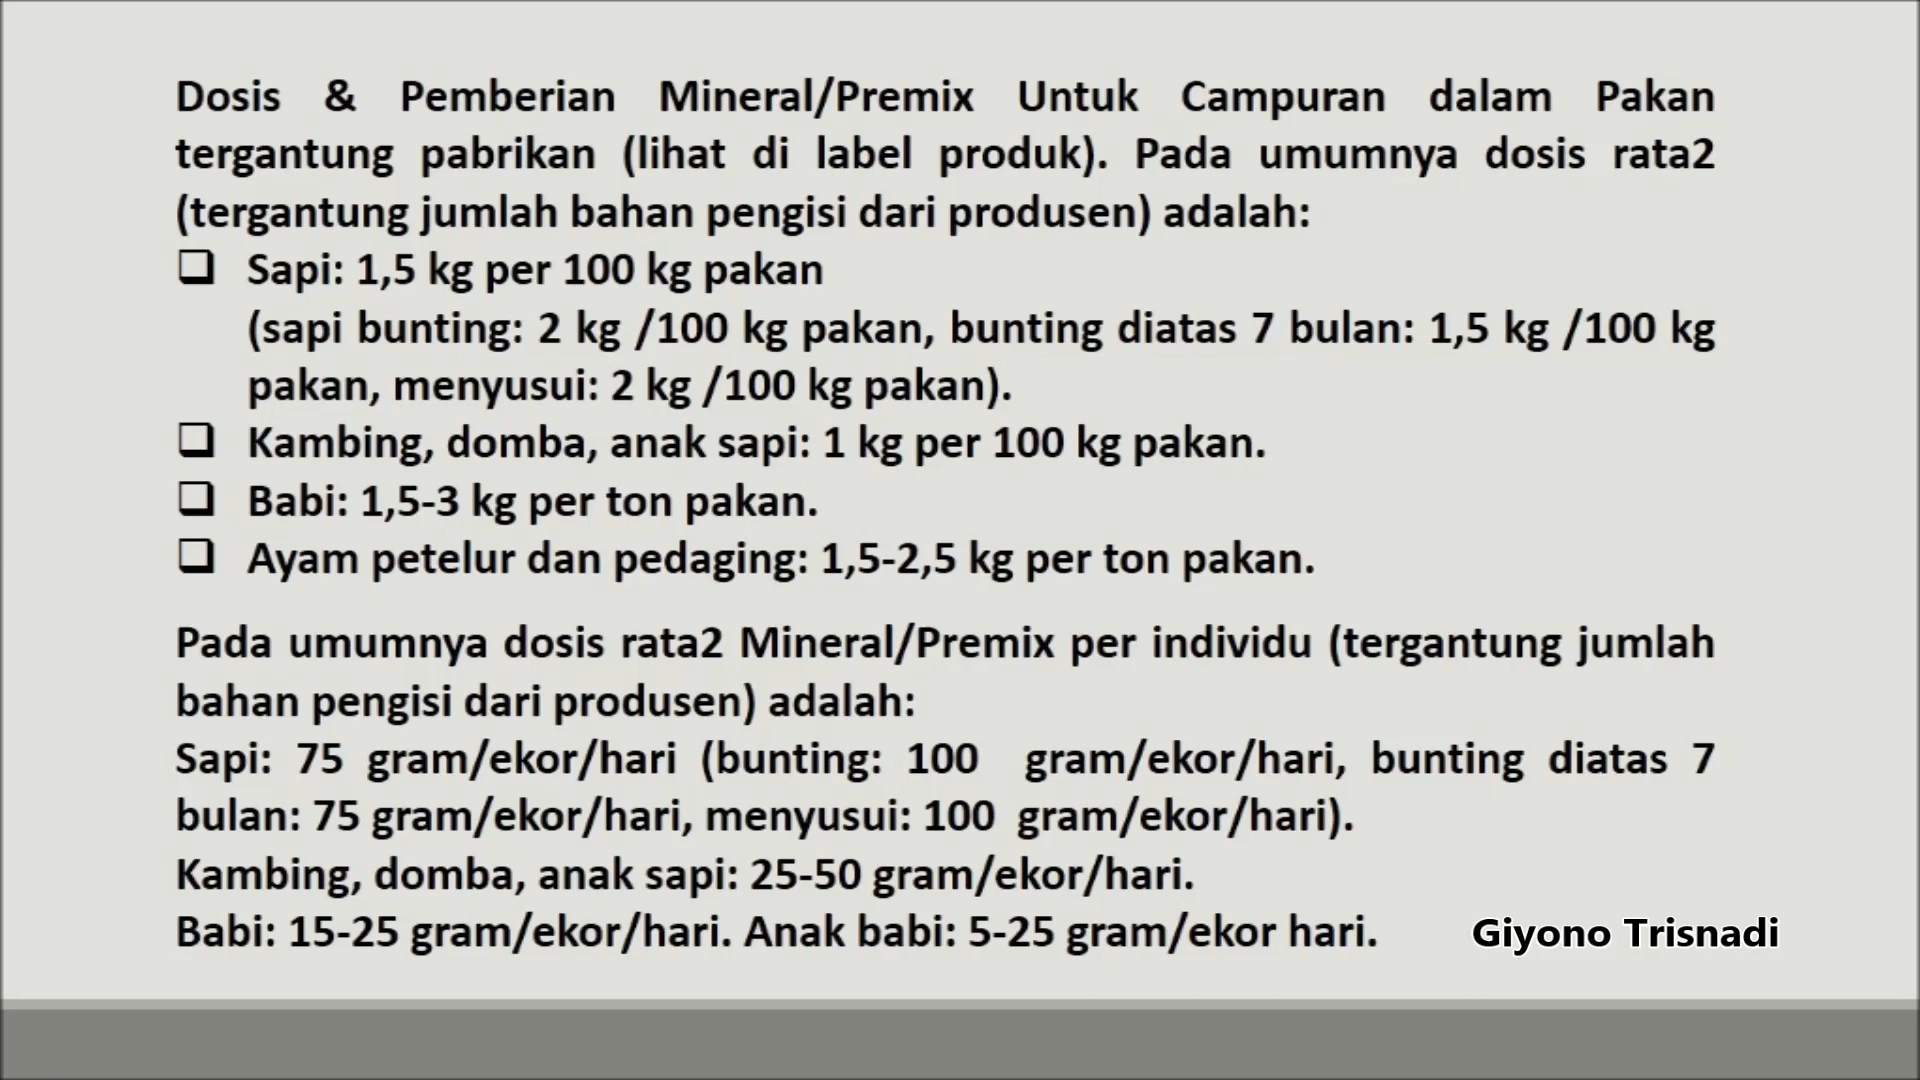 Dosis & Pemberian Mineral/Premix Untuk Campuran dalam Pakan
tergantung pabrikan (lihat di label produk). Pada umumnya dosis rata2
(tergantung jumlah bahan pengisi dari produsen) adalah:
❑ Sapi: 1,5 kg per 100 kg pakan
(sapi bunting: 2 kg /100 kg pakan, bunting diatas 7 bulan: 1,5 kg /100 kg
pakan, menyusui: 2 kg /100 kg pakan).
❑ Kambing, domba, anak sapi: 1 kg per 100 kg pakan.
❑ Babi: 1,5-3 kg per ton pakan.
❑ Ayam petelur dan pedaging: 1,5-2,5 kg per ton pakan.
Pada umumnya dosis rata2 Mineral/Premix per individu (tergantung jumlah
bahan pengisi dari produsen) adalah:
Sapi: 75 gram/ekor/hari (bunting: 100 gram/ekor/hari, bunting diatas 7
bulan: 75 gram/ekor/hari, menyusui: 100 gram/ekor/hari).
Kambing, domba, anak sapi: 25-50 gram/ekor/hari.
Babi: 15-25 gram/ekor/hari. Anak babi: 5-25 gram/ekor hari.
Giyono Trisnadi